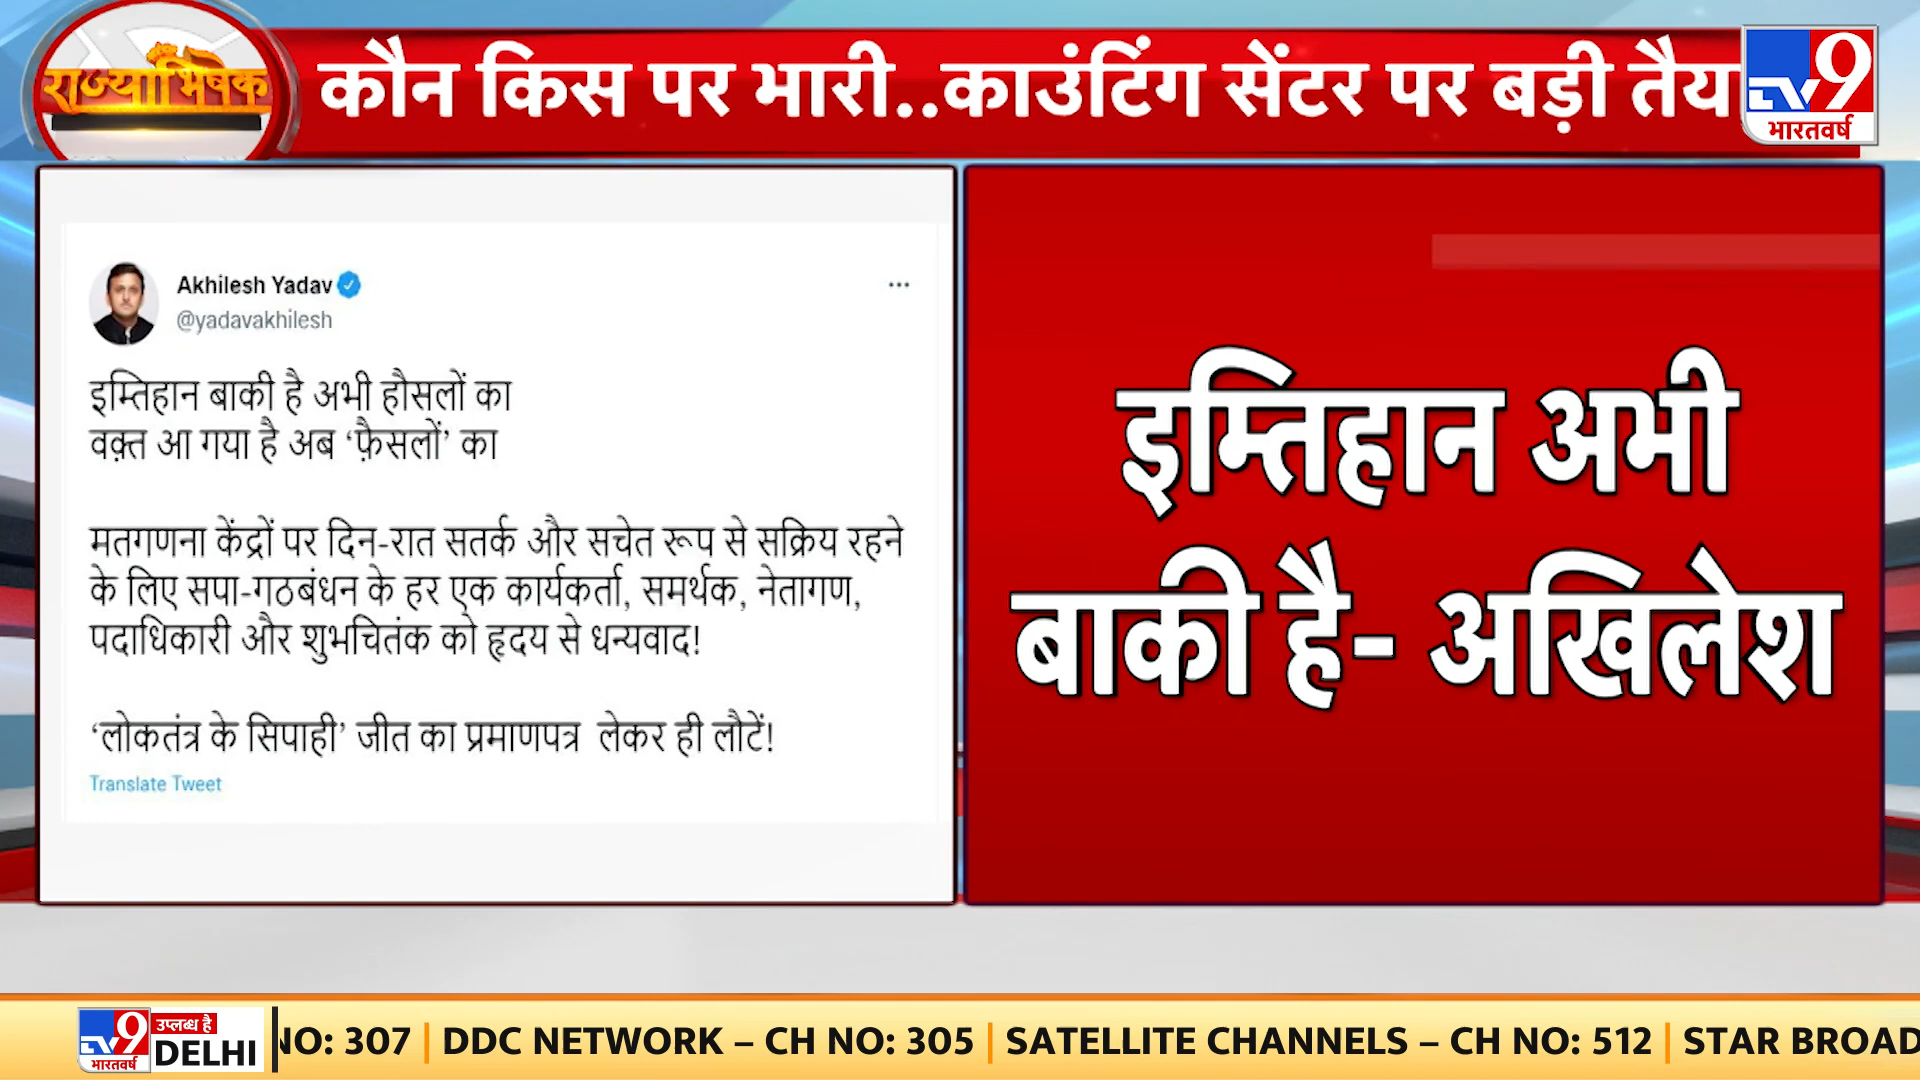 राज्याभिषेक
कौन किस पर भारी..काउंटिंग सेंटर पर बड़ी
TV9
भारतवर्ष
Akhilesh Yadav
@yadavakhilesh
इम्तिहान बाकी है अभी हौसलों का
वक़्त आ गया है अब ‘फ़ैसलों’ का
मतगणना केंद्रों पर दिन-रात सतर्क और सचेत रूप से सक्रिय रहने
के लिए सपा-गठबंधन के हर एक कार्यकर्ता, समर्थक, नेतागण,
पदाधिकारी और शुभचितंक को हृदय से धन्यवाद!
‘लोकतंत्र के सिपाही’ जीत का प्रमाणपत्र लेकर ही लौटें!
Translate Tweet
इम्तिहान अभी
बाकी है- अखिलेश
TV9
भारतवर्ष
उपलब्ध है
DELHI
NO: 307 | DDC NETWORK – CH NO: 305 | SATELLITE CHANNELS – CH NO: 512 | STAR